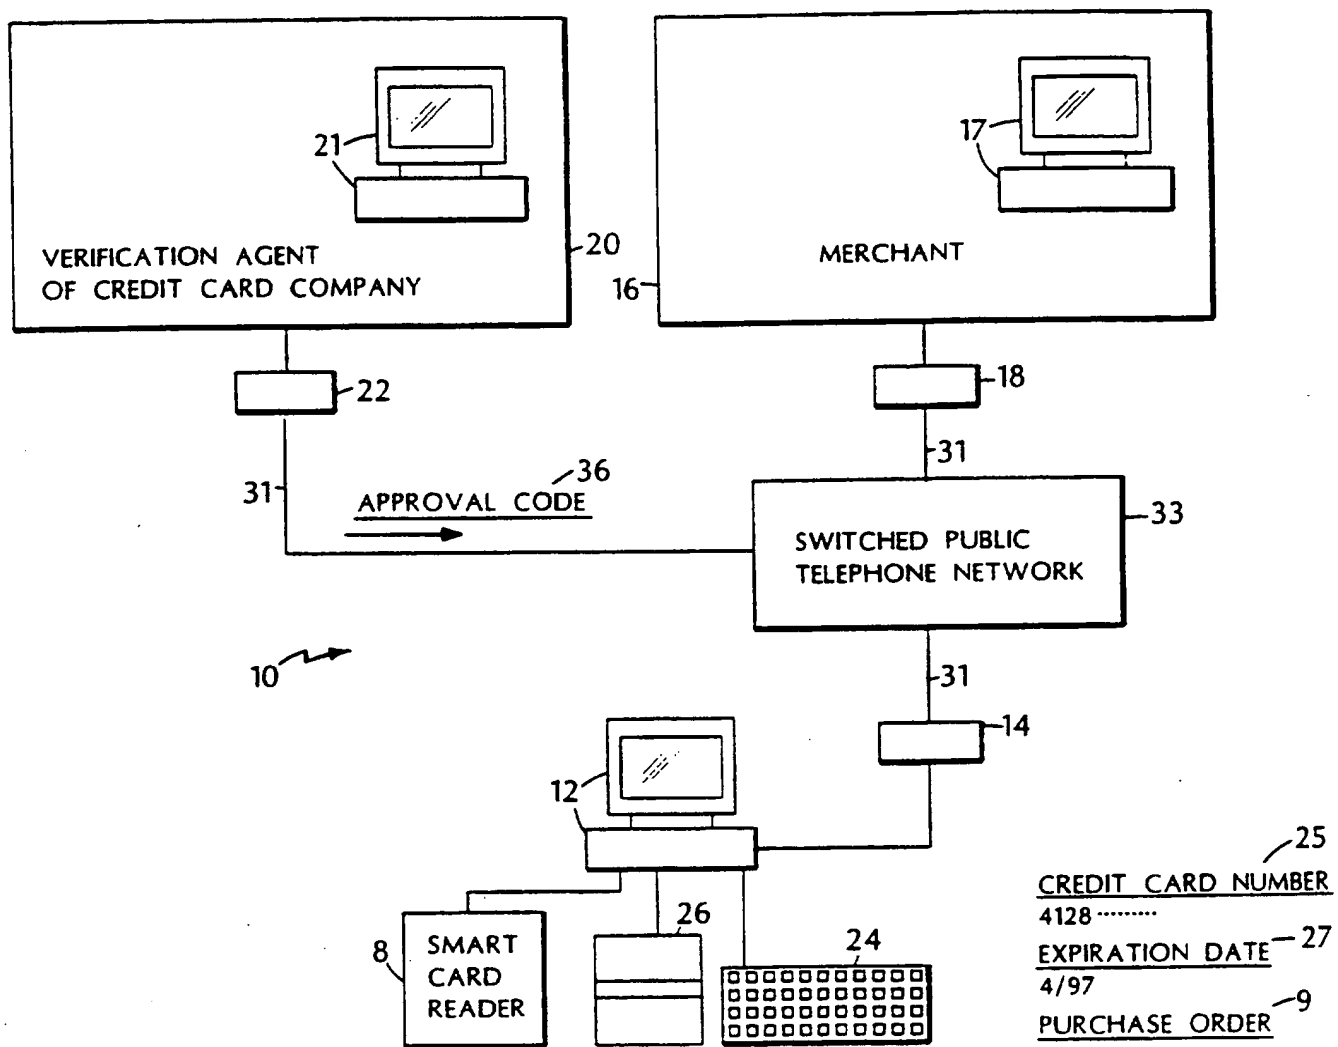 21
17
VERIFICATION AGENT
OF CREDIT CARD COMPANY
20
MERCHANT
16
22
18
31
31
36
APPROVAL CODE
33
SWITCHED PUBLIC
TELEPHONE NETWORK
10
31
14
12
25
CREDIT CARD NUMBER
4128 .........
8
SMART
CARD
READER
26
24
EXPIRATION DATE
27
4/97
9
PURCHASE ORDER